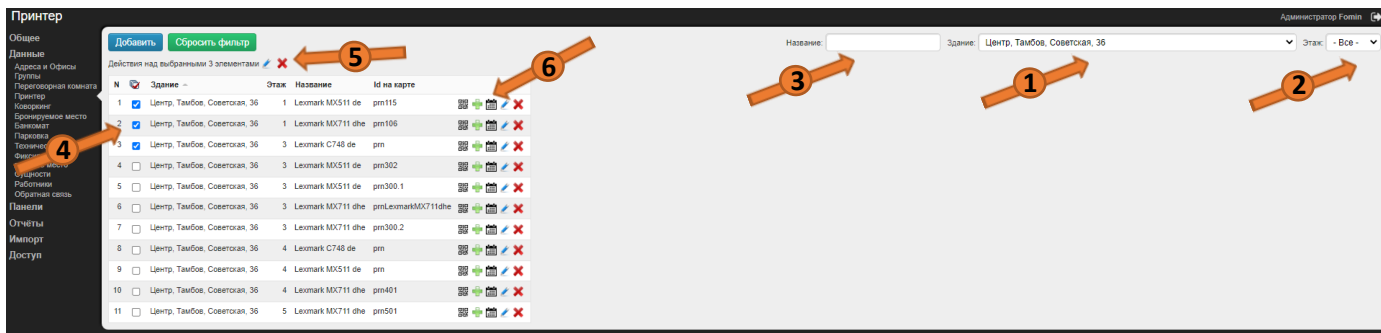 Принтер
Администратор Fomin
Общее
Данные
Адреса и Офисы
Группы
Переговорная комната
Принтер
Коворкинг
Бронируемое место
Банкомат
Парковка
Сущности
Работники
Обратная связь
Панели
Отчёты
Импорт
Доступ
Добавить
Сбросить фильтр
Название:
Здание: Центр, Тамбов, Советская, 36
Этаж: - Все -
Действия над выбранными 3 элементами
N Здание Этаж Название Id на карте
1 Центр, Тамбов, Советская, 36 1 Lexmark MX511 de prn115
2 Центр, Тамбов, Советская, 36 1 Lexmark MX711 dhe prn106
3 Центр, Тамбов, Советская, 36 3 Lexmark C748 de prn
4 Центр, Тамбов, Советская, 36 3 Lexmark MX511 de prn302
5 Центр, Тамбов, Советская, 36 3 Lexmark MX511 de prn300.1
6 Центр, Тамбов, Советская, 36 3 Lexmark MX711 dhe prnLexmarkMX711dhe
7 Центр, Тамбов, Советская, 36 3 Lexmark MX711 dhe prn300.2
8 Центр, Тамбов, Советская, 36 4 Lexmark C748 de prn
9 Центр, Тамбов, Советская, 36 4 Lexmark MX511 de prn
10 Центр, Тамбов, Советская, 36 4 Lexmark MX711 dhe prn401
11 Центр, Тамбов, Советская, 36 5 Lexmark MX711 dhe prn501
1
2
3
4
5
6